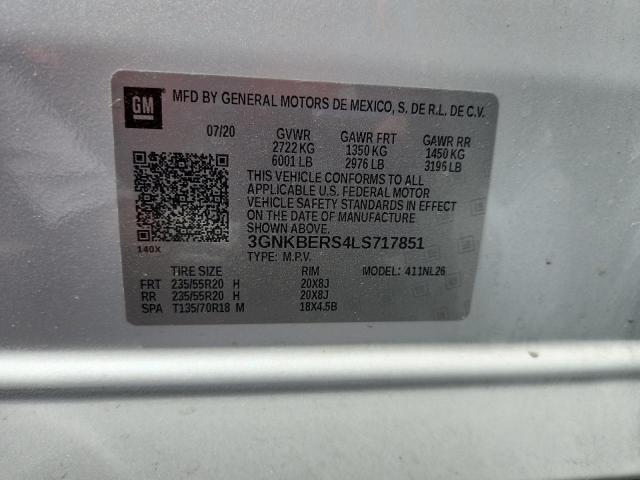 GM MFD BY GENERAL MOTORS DE MEXICO, S. DE R.L. DE C.V.
07/20 GVWR GAWR FRT GAWR RR
2722 KG 1350 KG 1450 KG
6001 LB 2976 LB 3196 LB
THIS VEHICLE CONFORMS TO ALL
APPLICABLE U.S. FEDERAL MOTOR
VEHICLE SAFETY STANDARDS IN EFFECT
ON THE DATE OF MANUFACTURE
SHOWN ABOVE.
3GNKBERS4LS717851
140X TYPE: M.P.V.
TIRE SIZE RIM MODEL: 411NL26
FRT 235/55R20 H 20X8J
RR 235/55R20 H 20X8J
SPA T135/70R18 M 18X4.5B